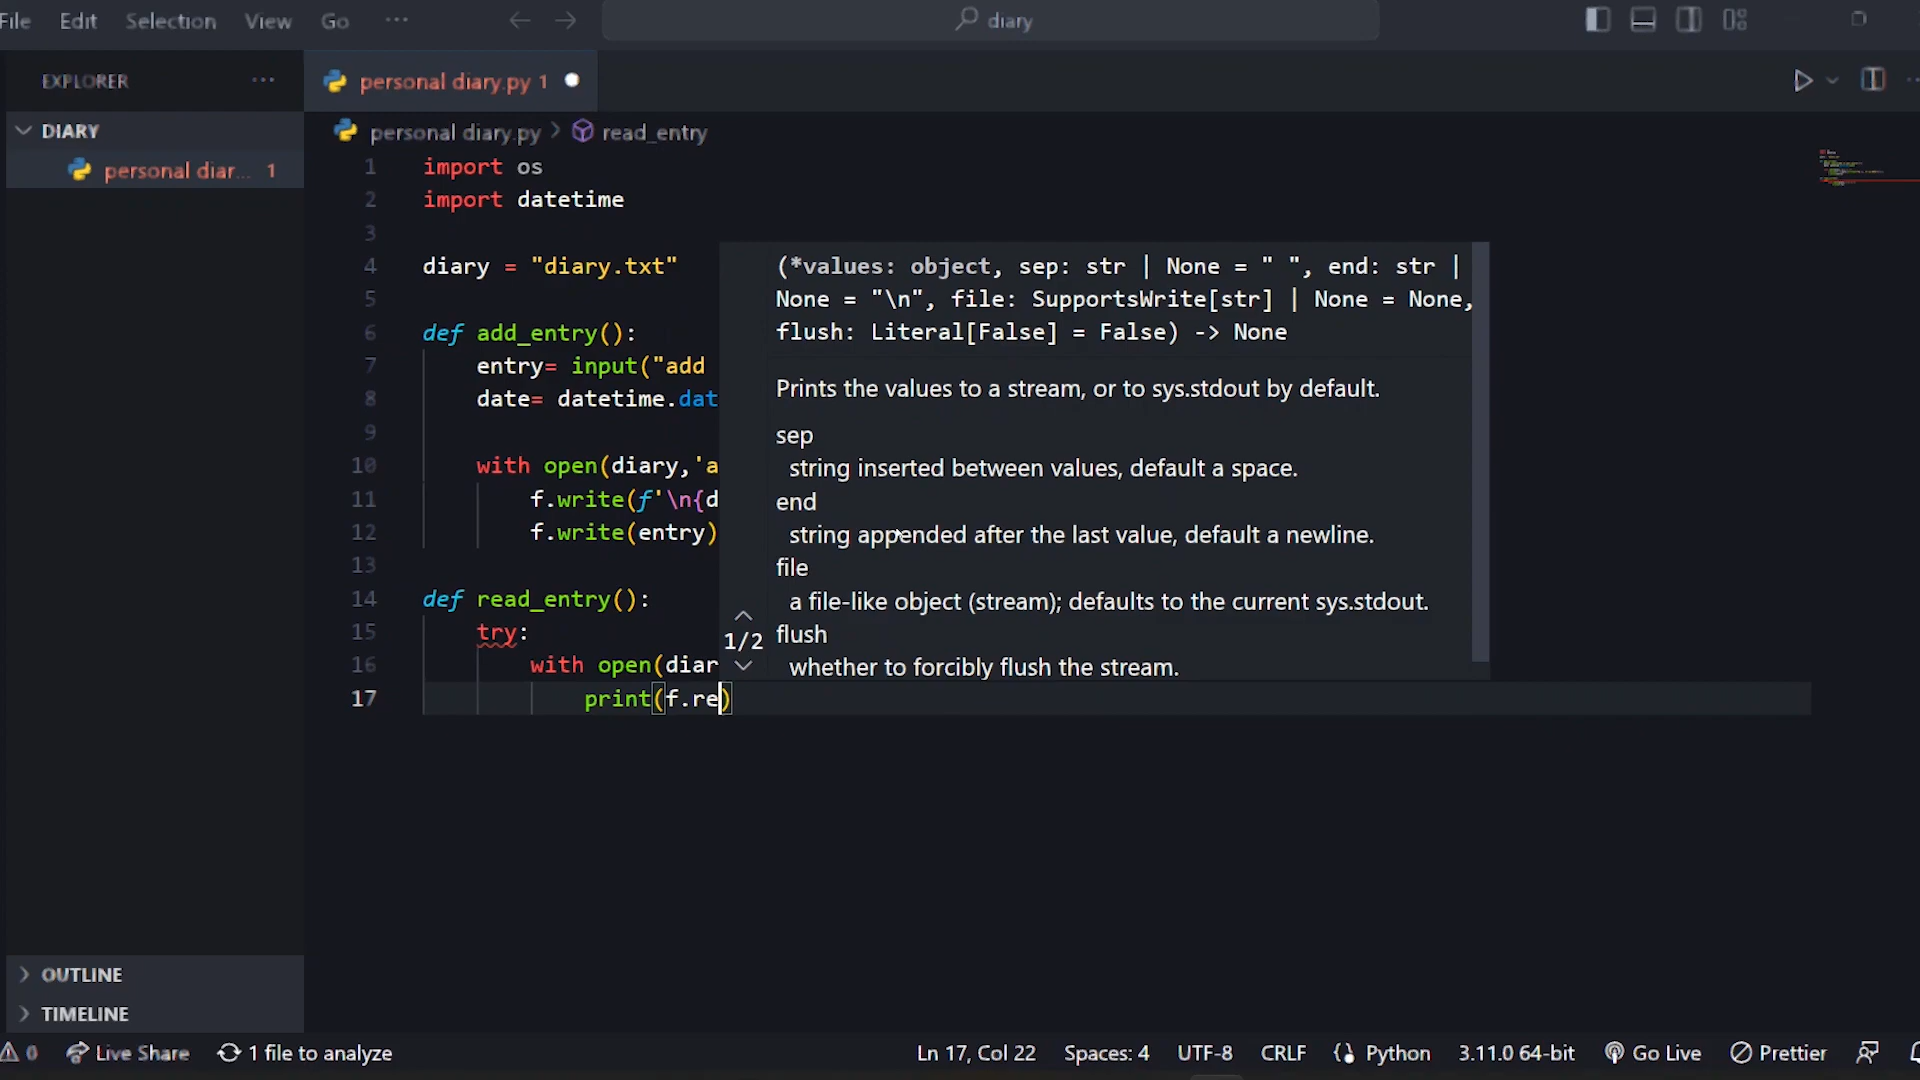 File Edit Selection View Go ··· diary
EXPLORER ···
DIARY
personal diar... 1
OUTLINE
TIMELINE
personal diary.py 1
personal diary.py > read_entry
1 import os
2 import datetime
3
4 diary = "diary.txt"
5
6 def add_entry():
7 entry= input("add
8 date= datetime.dat
9
10 with open(diary,'a
11 f.write(f'\n{d
12 f.write(entry)
13
14 def read_entry():
15 try:
16 with open(diar
17 print(f.re)
(*values: object, sep: str | None = " ", end: str |
None = "\n", file: SupportsWrite[str] | None = None,
flush: Literal[False] = False) -> None
Prints the values to a stream, or to sys.stdout by default.
sep
string inserted between values, default a space.
end
string appended after the last value, default a newline.
file
a file-like object (stream); defaults to the current sys.stdout.
1/2
flush
whether to forcibly flush the stream.
0 Live Share 1 file to analyze Ln 17, Col 22 Spaces: 4 UTF-8 CRLF Python 3.11.0 64-bit Go Live Prettier